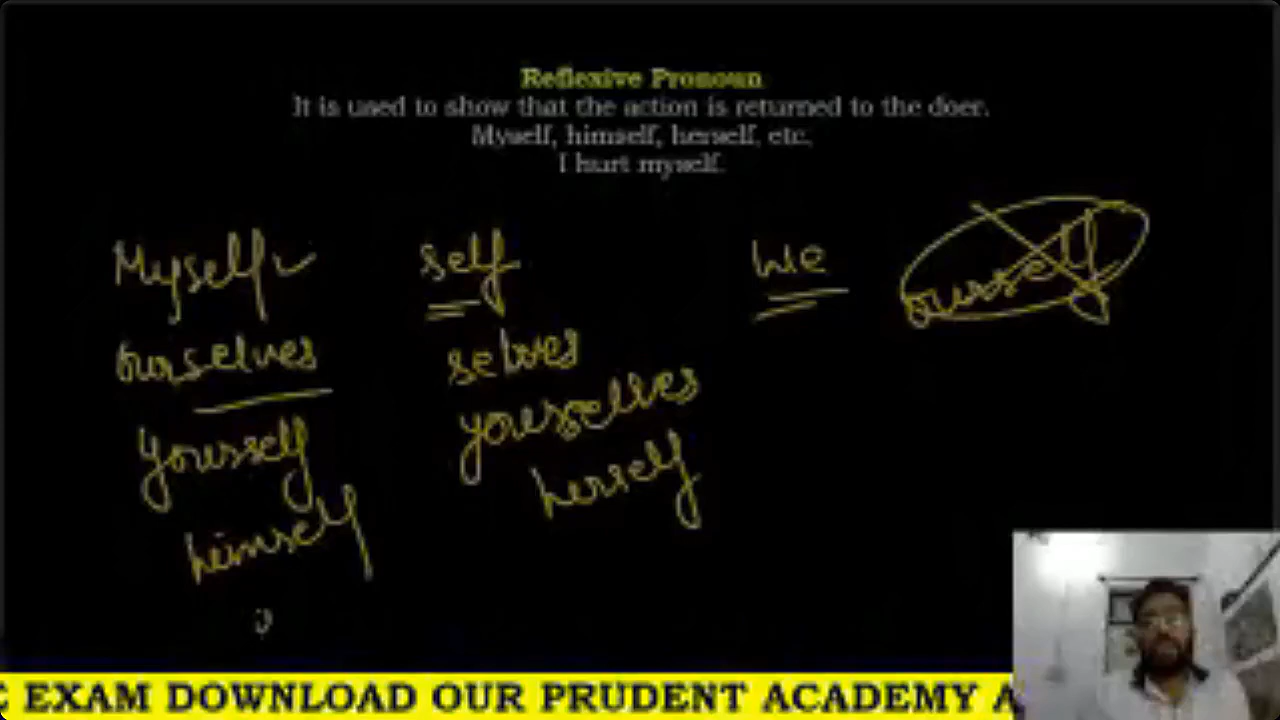 Reflexive Pronoun
It is used to show that the action is returned to the doer.
Myself, himself, herself, etc.
I hurt myself.
Myself self we ourself
ourselves selves
yourself yourselves
himself herself
EXAM DOWNLOAD OUR PRUDENT ACADEMY A